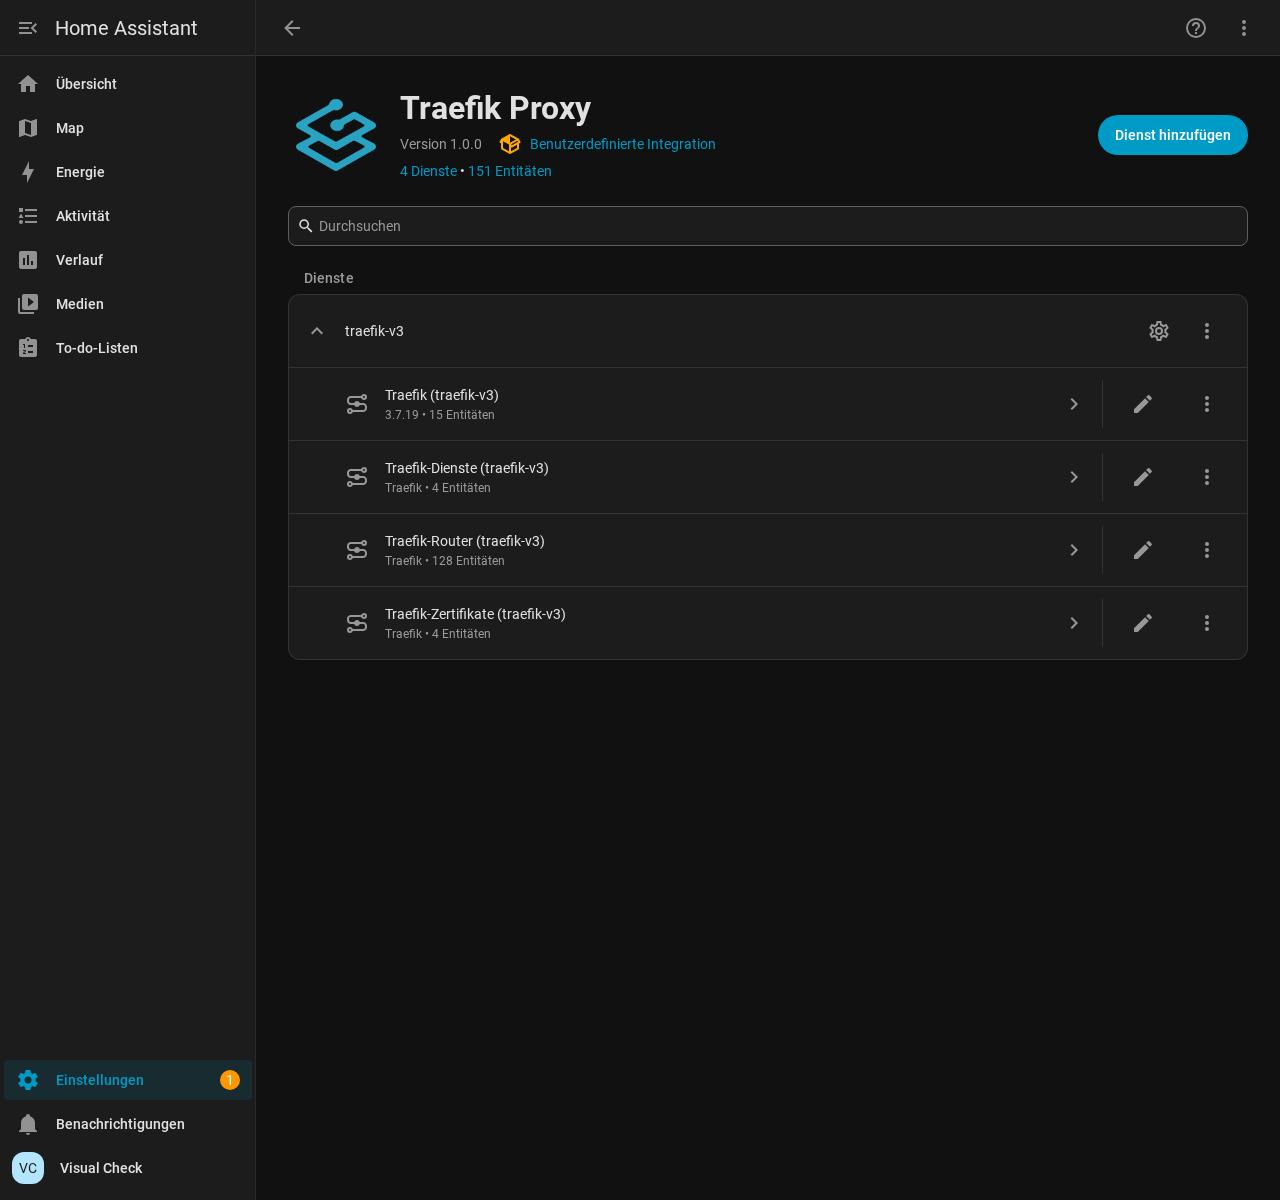 Home Assistant
Übersicht
Map
Energie
Aktivität
Verlauf
Medien
To-do-Listen
Einstellungen 1
Benachrichtigungen
VC Visual Check
Traefik Proxy
Version 1.0.0 Benutzerdefinierte Integration
4 Dienste • 151 Entitäten
Dienst hinzufügen
Durchsuchen
Dienste
traefik-v3
Traefik (traefik-v3)
3.7.19 • 15 Entitäten
Traefik-Dienste (traefik-v3)
Traefik • 4 Entitäten
Traefik-Router (traefik-v3)
Traefik • 128 Entitäten
Traefik-Zertifikate (traefik-v3)
Traefik • 4 Entitäten